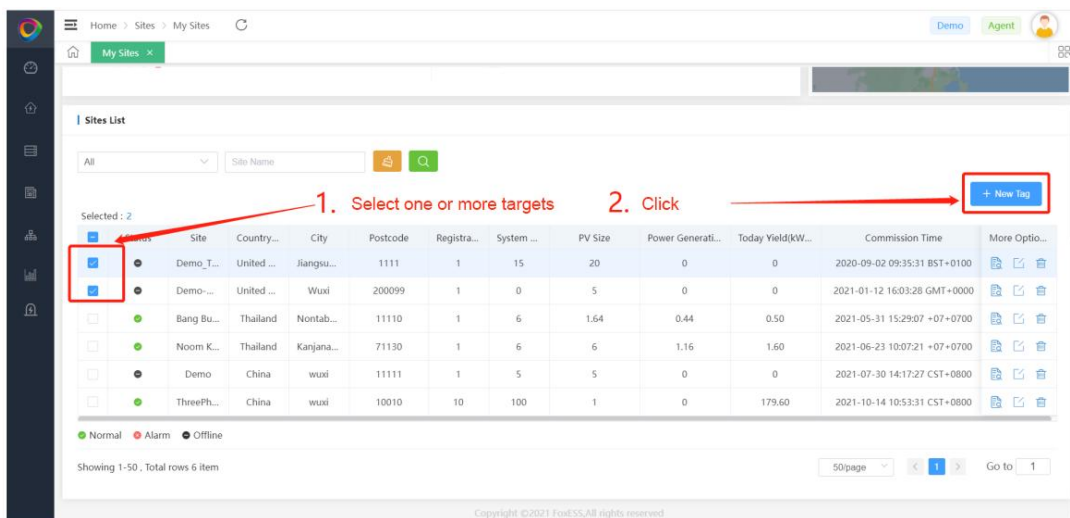 Home > Sites > My Sites
Demo Agent
My Sites ×
Sites List
All Site Name
+ New Tag
1. Select one or more targets 2. Click
Selected : 2
Status Site Country... City Postcode Registra... System ... PV Size Power Generati... Today Yield(kW... Commission Time More Optio...
Demo_T... United ... Jiangsu... 1111 1 15 20 0 0 2020-09-02 09:35:31 BST+0100
Demo-... United ... Wuxi 200099 1 0 5 0 0 2021-01-12 16:03:28 GMT+0000
Bang Bu... Thailand Nontab... 11110 1 6 1.64 0.44 0.50 2021-05-31 15:29:07 +07+0700
Noom K... Thailand Kanjana... 71130 1 6 6 1.16 1.60 2021-06-23 10:07:21 +07+0700
Demo China wuxi 11111 1 5 5 0 0 2021-07-30 14:17:27 CST+0800
ThreePh... China wuxi 10010 10 100 1 0 179.60 2021-10-14 10:53:31 CST+0800
Normal Alarm Offline
Showing 1-50 , Total rows 6 item 50/page < 1 > Go to 1
Copyright ©2021 FoxESS,All rights reserved